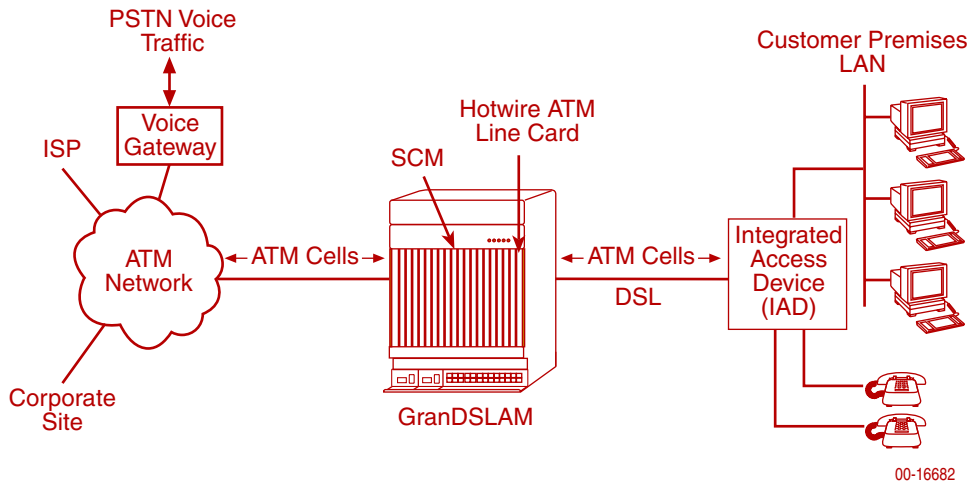 PSTN Voice
Traffic
Voice
Gateway
ISP
ATM
Network
Corporate
Site
ATM Cells
Hotwire ATM
Line Card
SCM
GranDSLAM
ATM Cells
DSL
Integrated
Access
Device
(IAD)
Customer Premises
LAN
00-16682